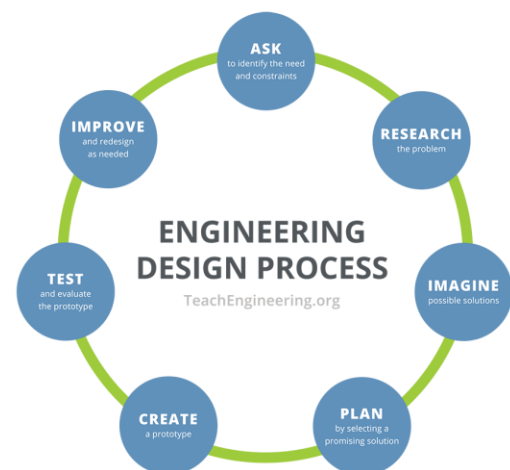 ASK
to identify the need
and constraints
RESEARCH
the problem
IMAGINE
possible solutions
PLAN
by selecting a
promising solution
CREATE
a prototype
TEST
and evaluate
the prototype
IMPROVE
and redesign
as needed
ENGINEERING
DESIGN PROCESS
TeachEngineering.org